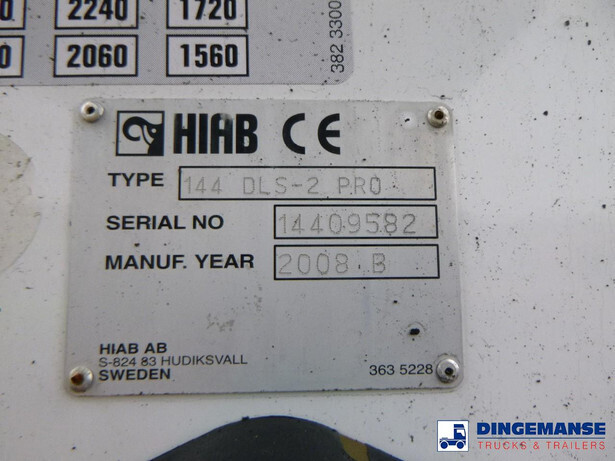 2240 1720
0 2060 1560
382 3300
HIAB CE
TYPE 144 DLS-2 PRO
SERIAL NO 14409582
MANUF. YEAR 2008 B
HIAB AB
S-824 83 HUDIKSVALL
SWEDEN 363 5228
DINGEMANSE
TRUCKS & TRAILERS